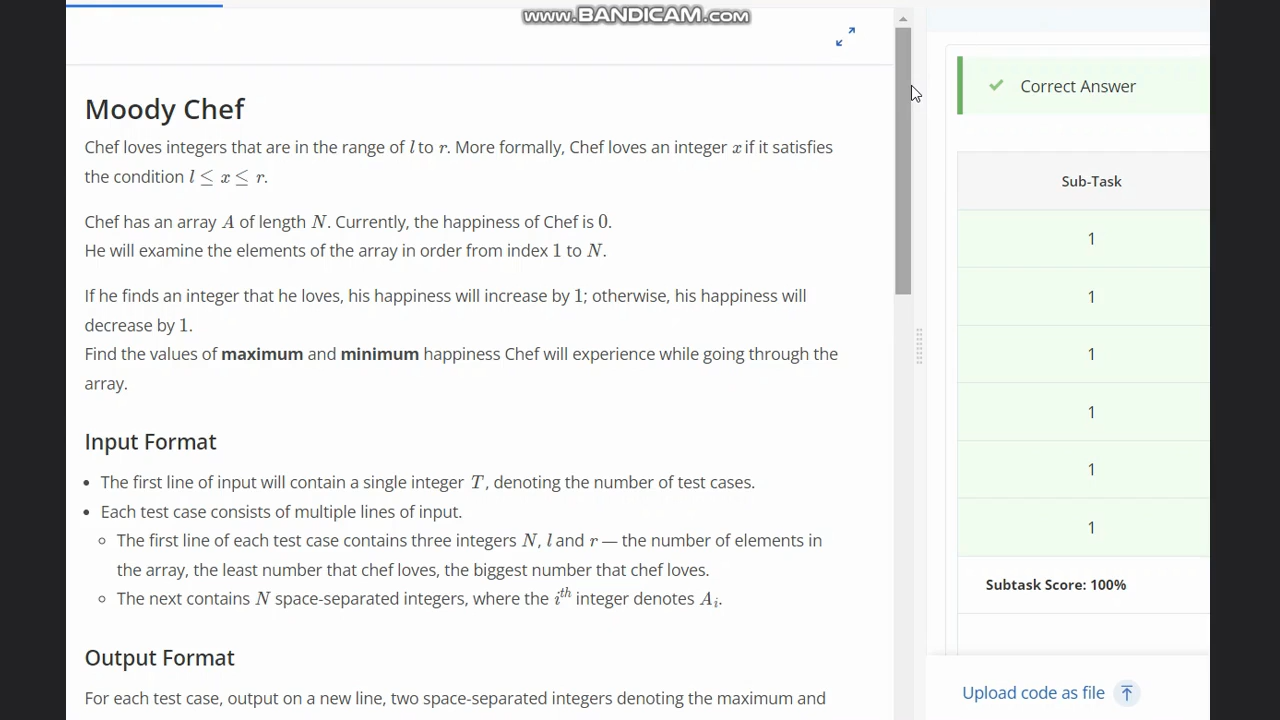 www.BANDICAM.com
Moody Chef
Chef loves integers that are in the range of l to r. More formally, Chef loves an integer x if it satisfies
the condition l ≤ x ≤ r.
Chef has an array A of length N. Currently, the happiness of Chef is 0.
He will examine the elements of the array in order from index 1 to N.
If he finds an integer that he loves, his happiness will increase by 1; otherwise, his happiness will
decrease by 1.
Find the values of maximum and minimum happiness Chef will experience while going through the
array.
Input Format
• The first line of input will contain a single integer T, denoting the number of test cases.
• Each test case consists of multiple lines of input.
○ The first line of each test case contains three integers N, l and r — the number of elements in
the array, the least number that chef loves, the biggest number that chef loves.
○ The next contains N space-separated integers, where the i^th integer denotes A_i.
Output Format
For each test case, output on a new line, two space-separated integers denoting the maximum and
Correct Answer
Sub-Task
1
1
1
1
1
1
Subtask Score: 100%
Upload code as file